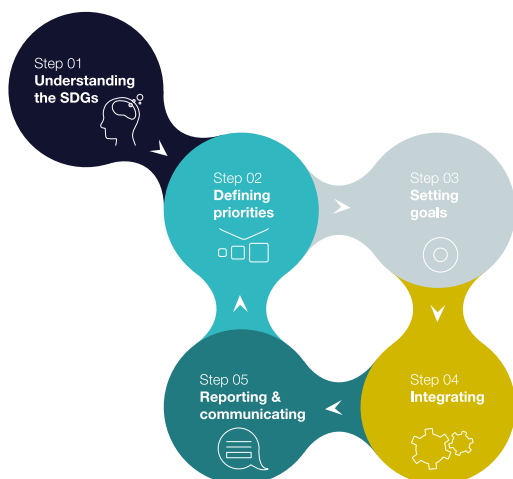 Step 01
Understanding
the SDGs
Step 02
Defining
priorities
Step 03
Setting
goals
Step 04
Integrating
Step 05
Reporting &
communicating